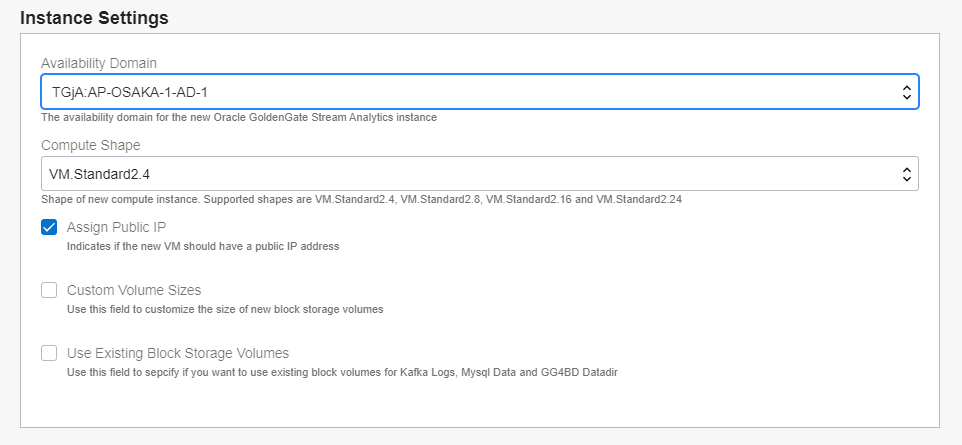 Instance Settings
Availability Domain
TGjA:AP-OSAKA-1-AD-1
The availability domain for the new Oracle GoldenGate Stream Analytics instance
Compute Shape
VM.Standard2.4
Shape of new compute instance. Supported shapes are VM.Standard2.4, VM.Standard2.8, VM.Standard2.16 and VM.Standard2.24
Assign Public IP
Indicates if the new VM should have a public IP address
Custom Volume Sizes
Use this field to customize the size of new block storage volumes
Use Existing Block Storage Volumes
Use this field to sepcify if you want to use existing block volumes for Kafka Logs, Mysql Data and GG4BD Datadir